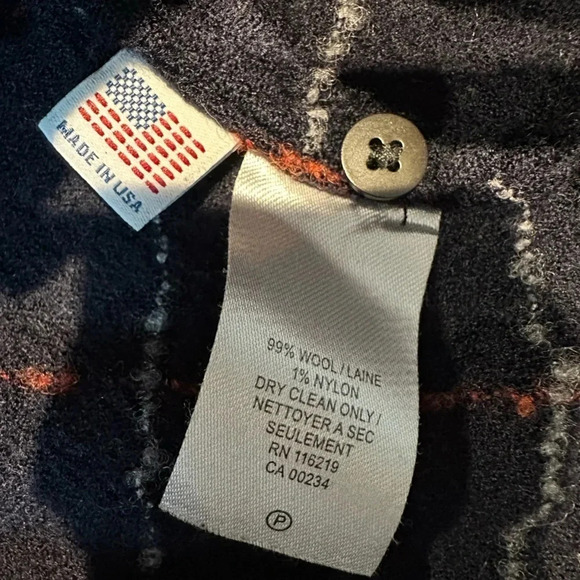 MADE IN USA
99% WOOL / LAINE
1% NYLON
DRY CLEAN ONLY /
NETTOYER A SEC
SEULEMENT
RN 116219
CA 00234
P